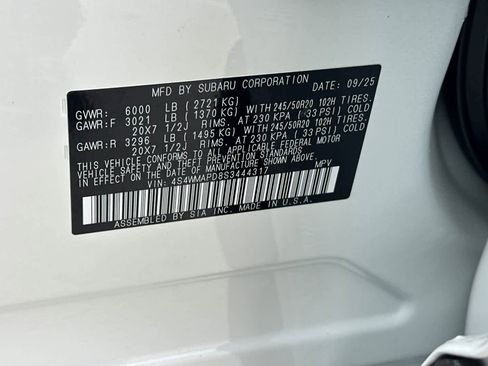 MFD BY SUBARU CORPORATION DATE: 09/25
GVWR: 6000 LB ( 2721 KG)
GAWR:F 3021 LB ( 1370 KG) WITH 245/50R20 102H TIRES.
20X7 1/2J RIMS. AT 230 KPA ( 33 PSI) COLD
GAWR:R 3296 LB ( 1495 KG) WITH 245/50R20 102H TIRES.
20X7 1/2J RIMS. AT 230 KPA ( 33 PSI) COLD
THIS VEHICLE CONFORMS TO ALL APPLICABLE FEDERAL MOTOR
VEHICLE SAFETY AND THEFT PREVENTION STANDARDS
IN EFFECT ON THE DATE OF MANUFACTURE SHOWN ABOVE.
VIN: 4S4WMAPD8S3444317 MPV
ASSEMBLED BY SIA INC. MADE IN U.S.A.